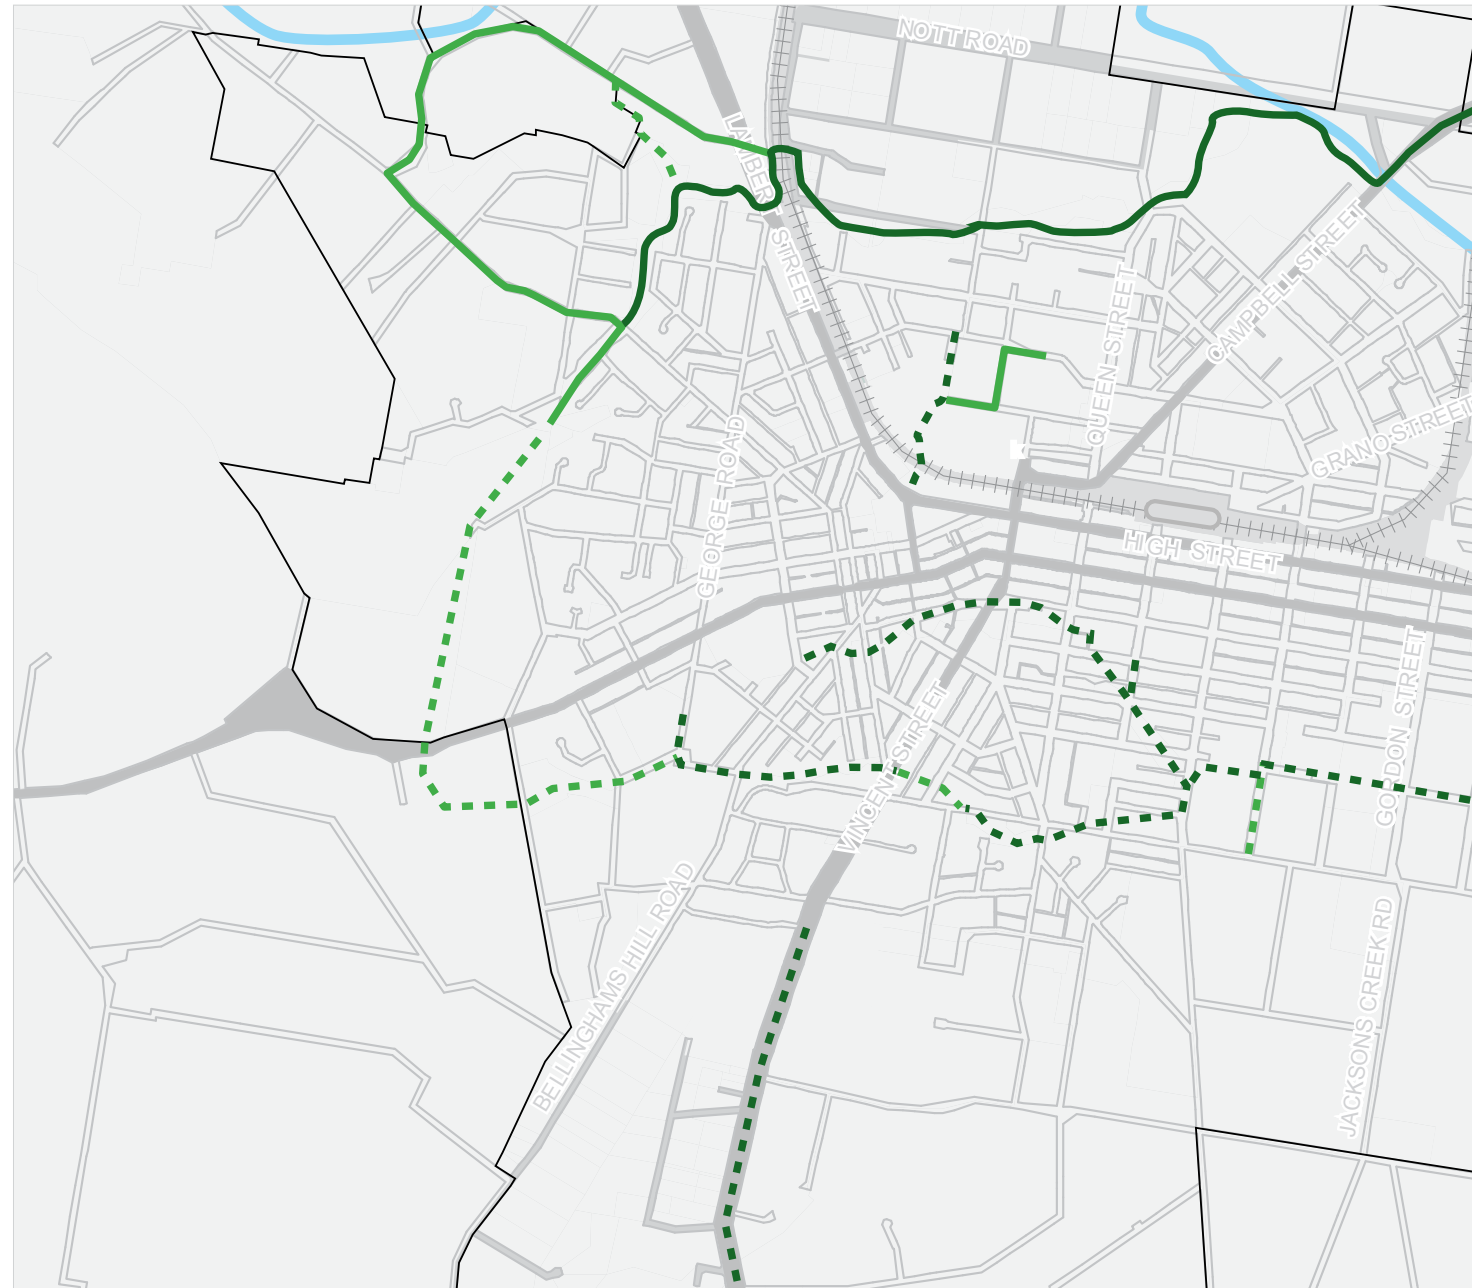 NOTT ROAD
LAMBERT STREET
QUEEN STREET
CAMPBELL STREET
GRANO STREET
GEORGE ROAD
HIGH STREET
GORDON STREET
VINCENT STREET
BELLINGHAMS HILL ROAD
JACKSONS CREEK RD